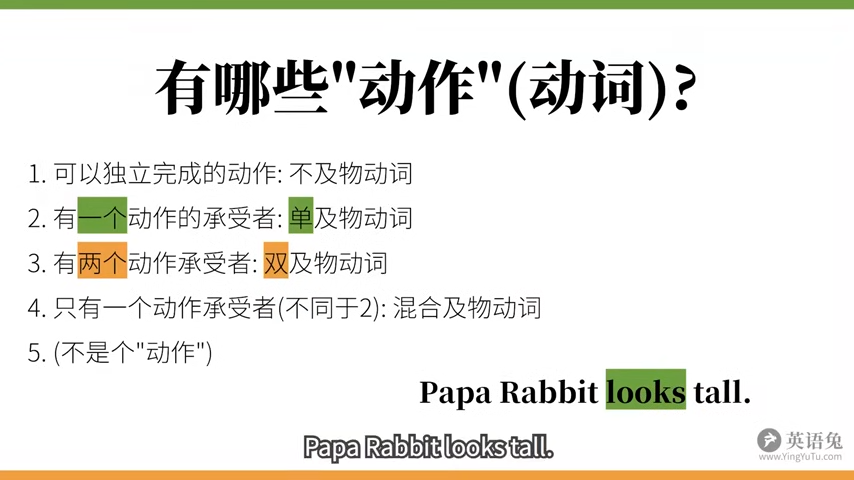 有哪些"动作"(动词)?
1. 可以独立完成的动作: 不及物动词
2. 有一个动作的承受者: 单及物动词
3. 有两个动作承受者: 双及物动词
4. 只有一个动作承受者(不同于2): 混合及物动词
5. (不是个"动作")
Papa Rabbit looks tall.
英语兔
www.YingYuTu.com
Papa Rabbit looks tall.